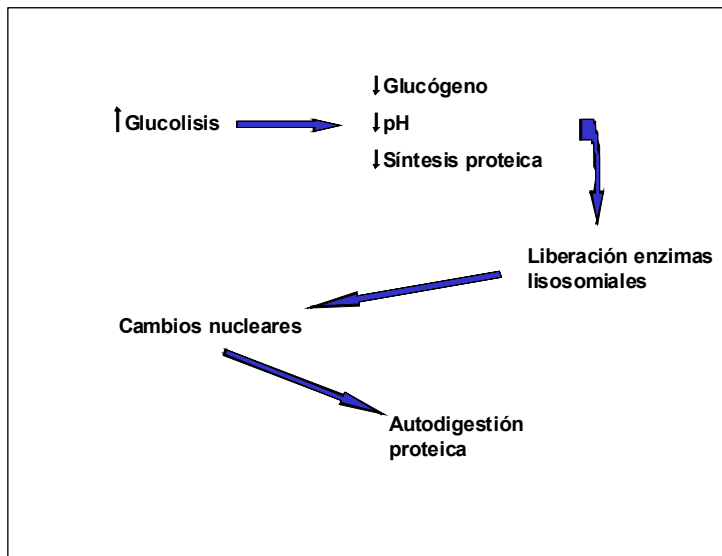 ↓Glucógeno
↑Glucolisis
↓pH
↓Síntesis proteica
Liberación enzimas
lisosomiales
Cambios nucleares
Autodigestión
proteica